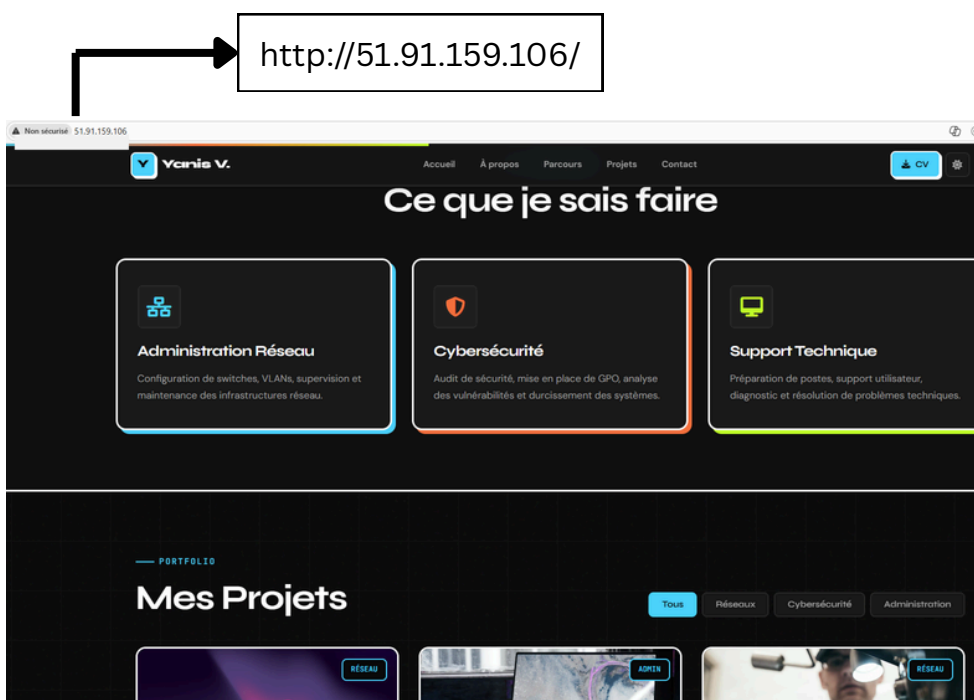 http://51.91.159.106/
Non sécurisé 51.91.159.106
Y Yanis V. Accueil À propos Parcours Projets Contact CV
Ce que je sais faire
Administration Réseau
Configuration de switches, VLANs, supervision et
maintenance des infrastructures réseau.
Cybersécurité
Audit de sécurité, mise en place de GPO, analyse
des vulnérabilités et durcissement des systèmes.
Support Technique
Préparation de postes, support utilisateur,
diagnostic et résolution de problèmes techniques.
PORTFOLIO
Mes Projets
Tous Réseaux Cybersécurité Administration
RÉSEAU ADMIN RÉSEAU